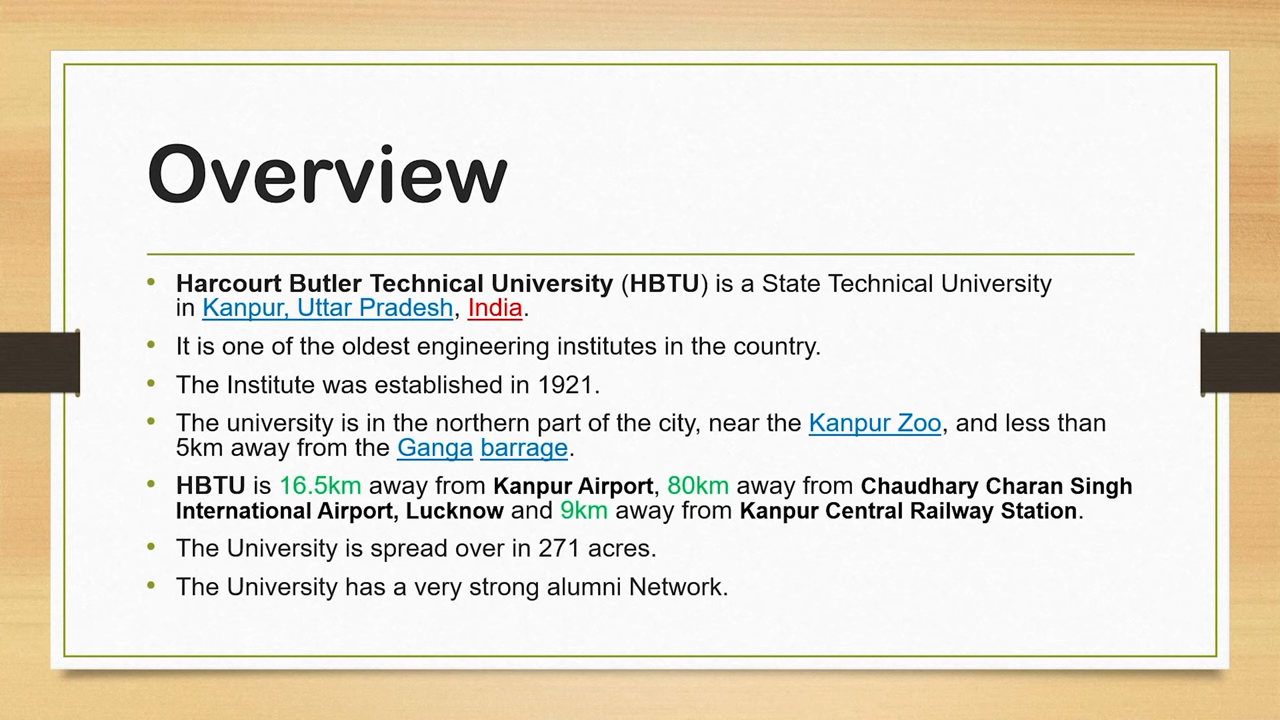 Overview
• Harcourt Butler Technical University (HBTU) is a State Technical University
in Kanpur, Uttar Pradesh, India.
• It is one of the oldest engineering institutes in the country.
• The Institute was established in 1921.
• The university is in the northern part of the city, near the Kanpur Zoo, and less than
5km away from the Ganga barrage.
• HBTU is 16.5km away from Kanpur Airport, 80km away from Chaudhary Charan Singh
International Airport, Lucknow and 9km away from Kanpur Central Railway Station.
• The University is spread over in 271 acres.
• The University has a very strong alumni Network.